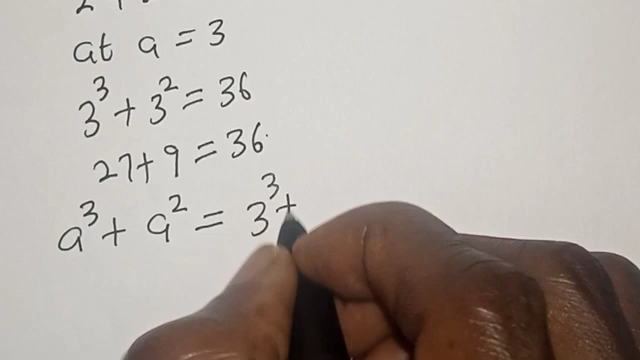 at a = 3
3³ + 3² = 36
27 + 9 = 36
a³ + a² = 3³ +